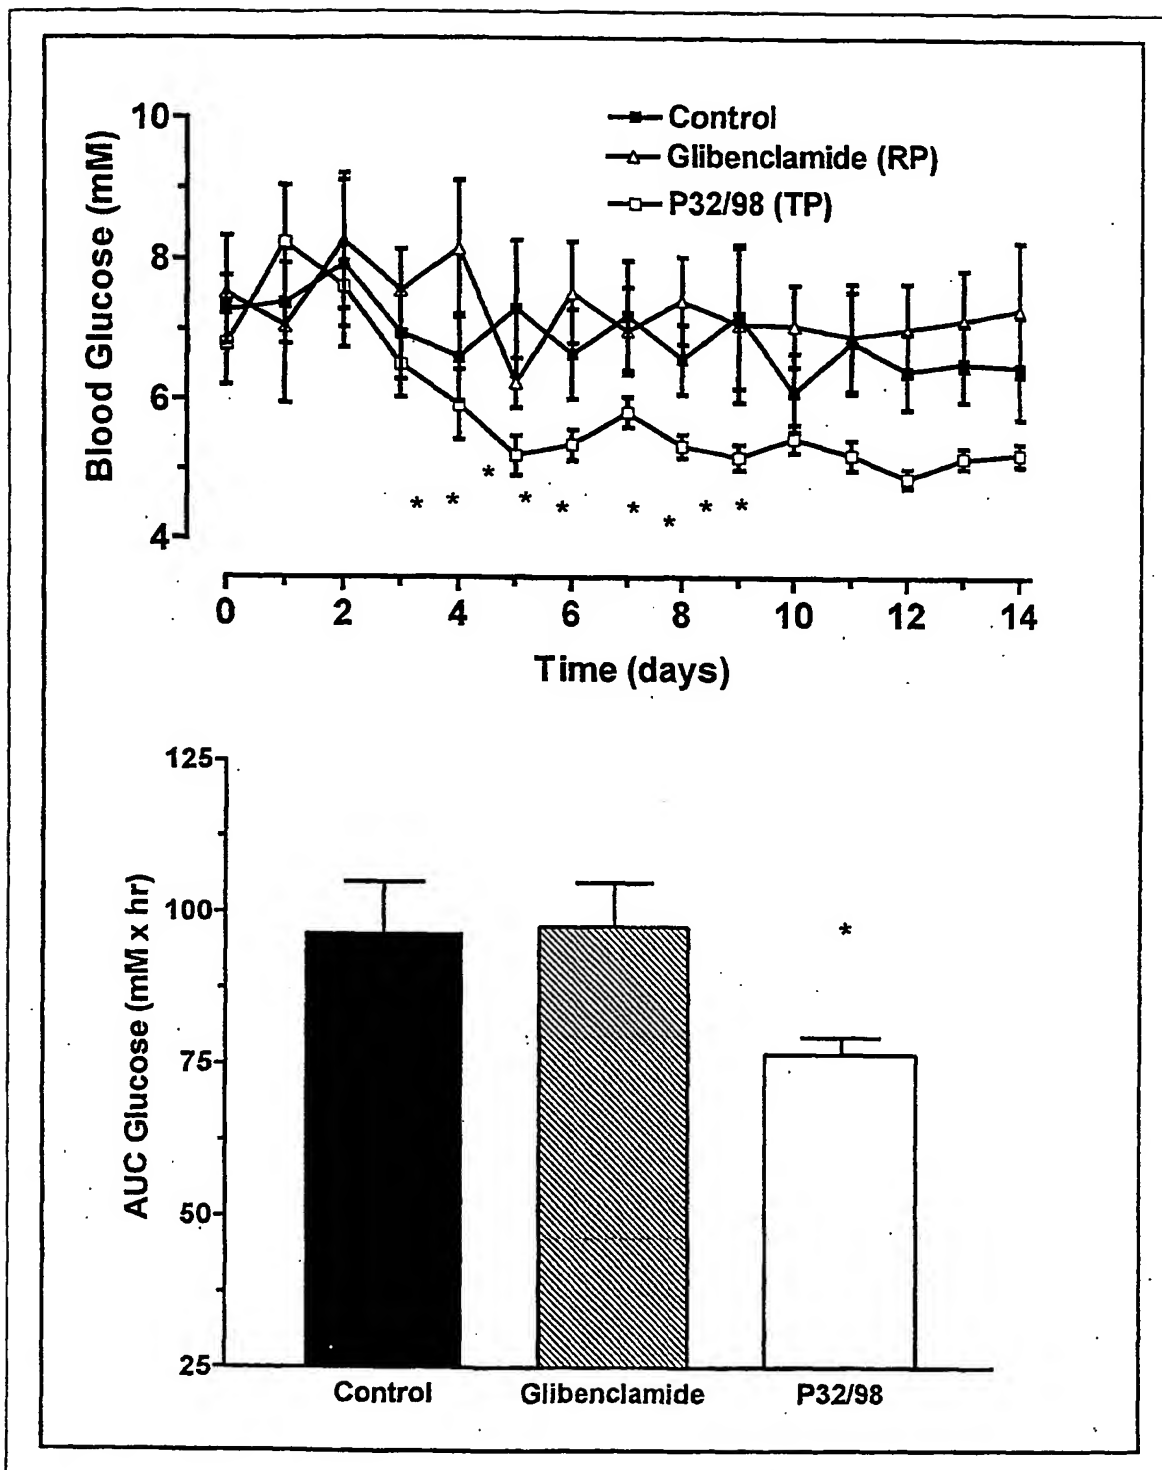 10
8
6
4
Blood Glucose (mM)
Control
Glibenclamide (RP)
P32/98 (TP)
* * * * * * * * *
0 2 4 6 8 10 12 14
Time (days)
125
100
75
50
25
AUC Glucose (mM x hr)
*
Control Glibenclamide P32/98